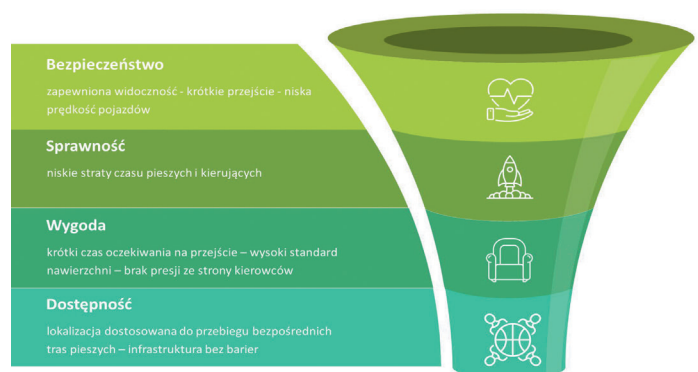 Bezpieczeństwo
zapewniona widoczność - krótkie przejście - niska
prędkość pojazdów
Sprawność
niskie straty czasu pieszych i kierujących
Wygoda
krótki czas oczekiwania na przejście – wysoki standard
nawierzchni – brak presji ze strony kierowców
Dostępność
lokalizacja dostosowana do przebiegu bezpośrednich
tras pieszych – infrastruktura bez barier